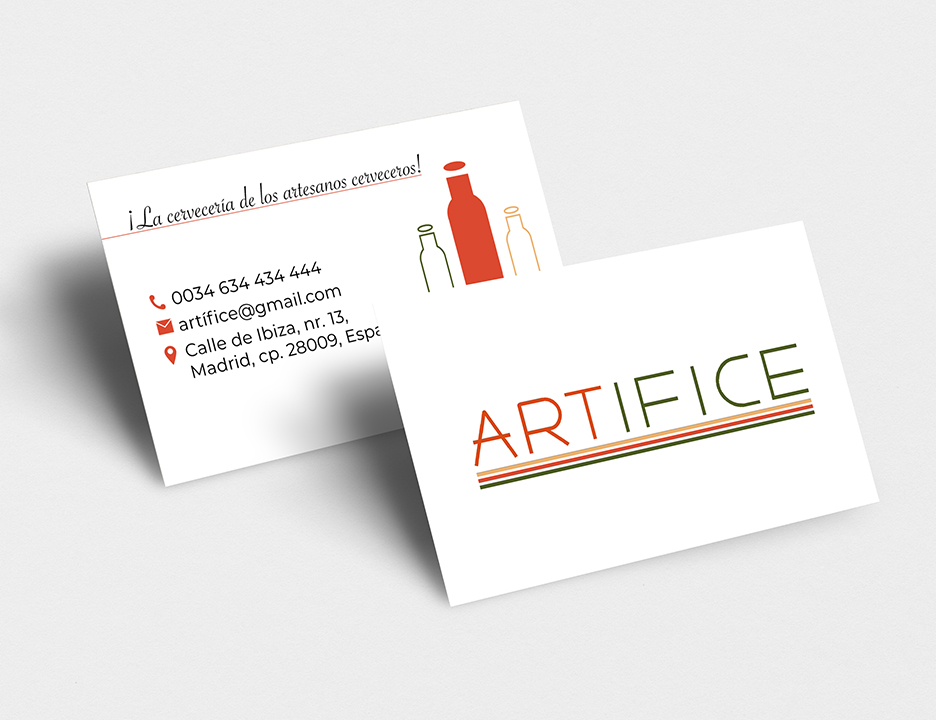 ¡La cervecería de los artesanos cerveceros!
0034 634 434 444
artífice@gmail.com
Calle de Ibiza, nr. 13,
Madrid, cp. 28009,
ARTIFICE